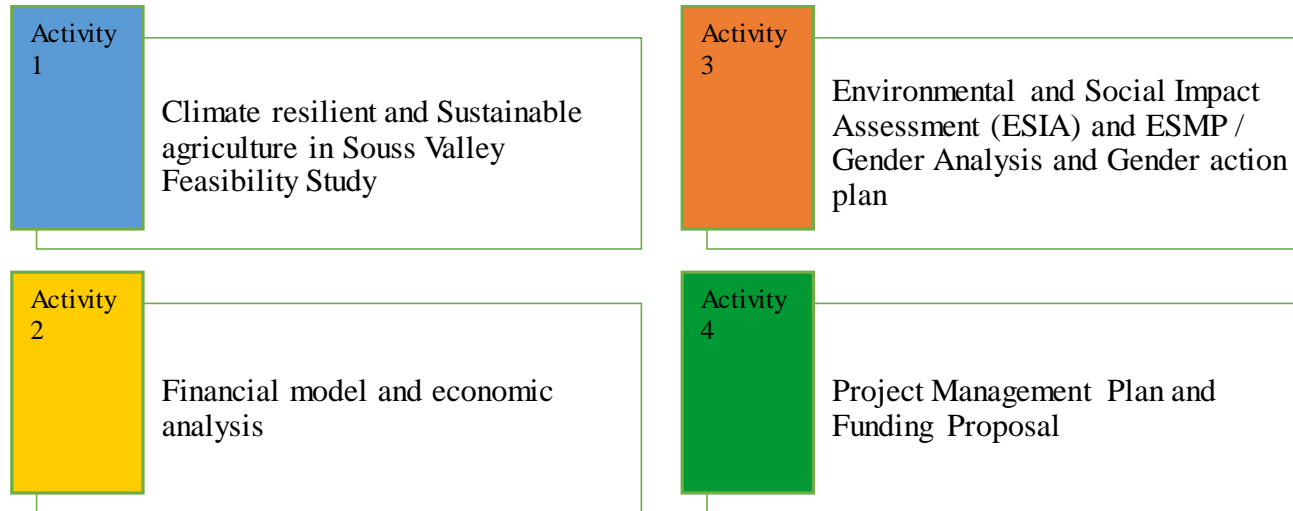 Activity
1
Climate resilient and Sustainable
agriculture in Souss Valley
Feasibility Study
Activity
2
Financial model and economic
analysis
Activity
3
Environmental and Social Impact
Assessment (ESIA) and ESMP /
Gender Analysis and Gender action
plan
Activity
4
Project Management Plan and
Funding Proposal